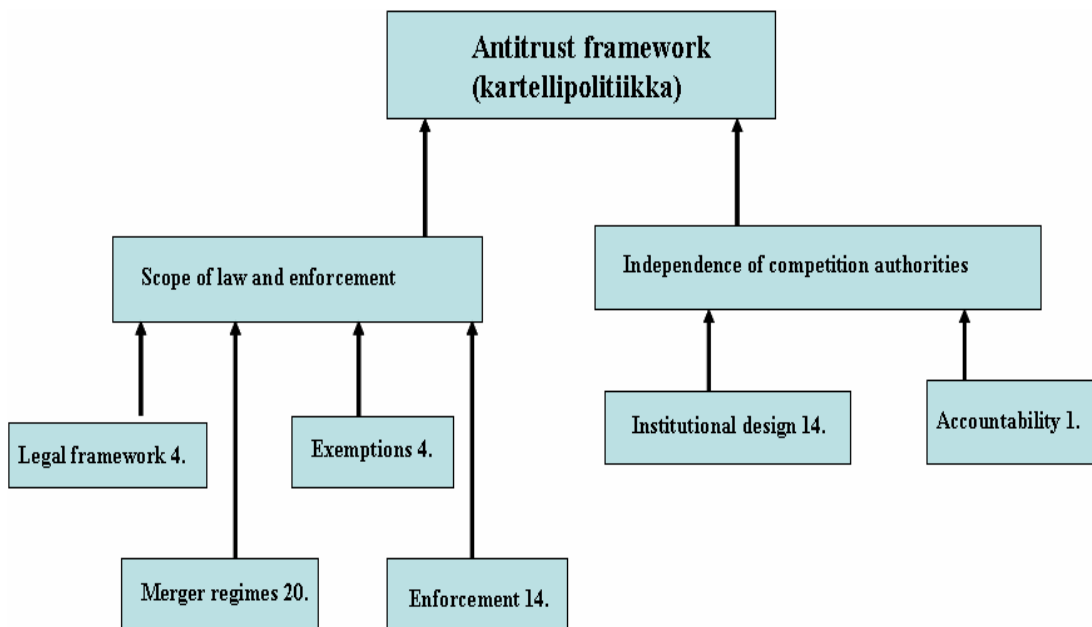 Antitrust framework
(kartellipolitiikka)
Scope of law and enforcement
Independence of competition authorities
Legal framework 4.
Exemptions 4.
Institutional design 14.
Accountability 1.
Merger regimes 20.
Enforcement 14.